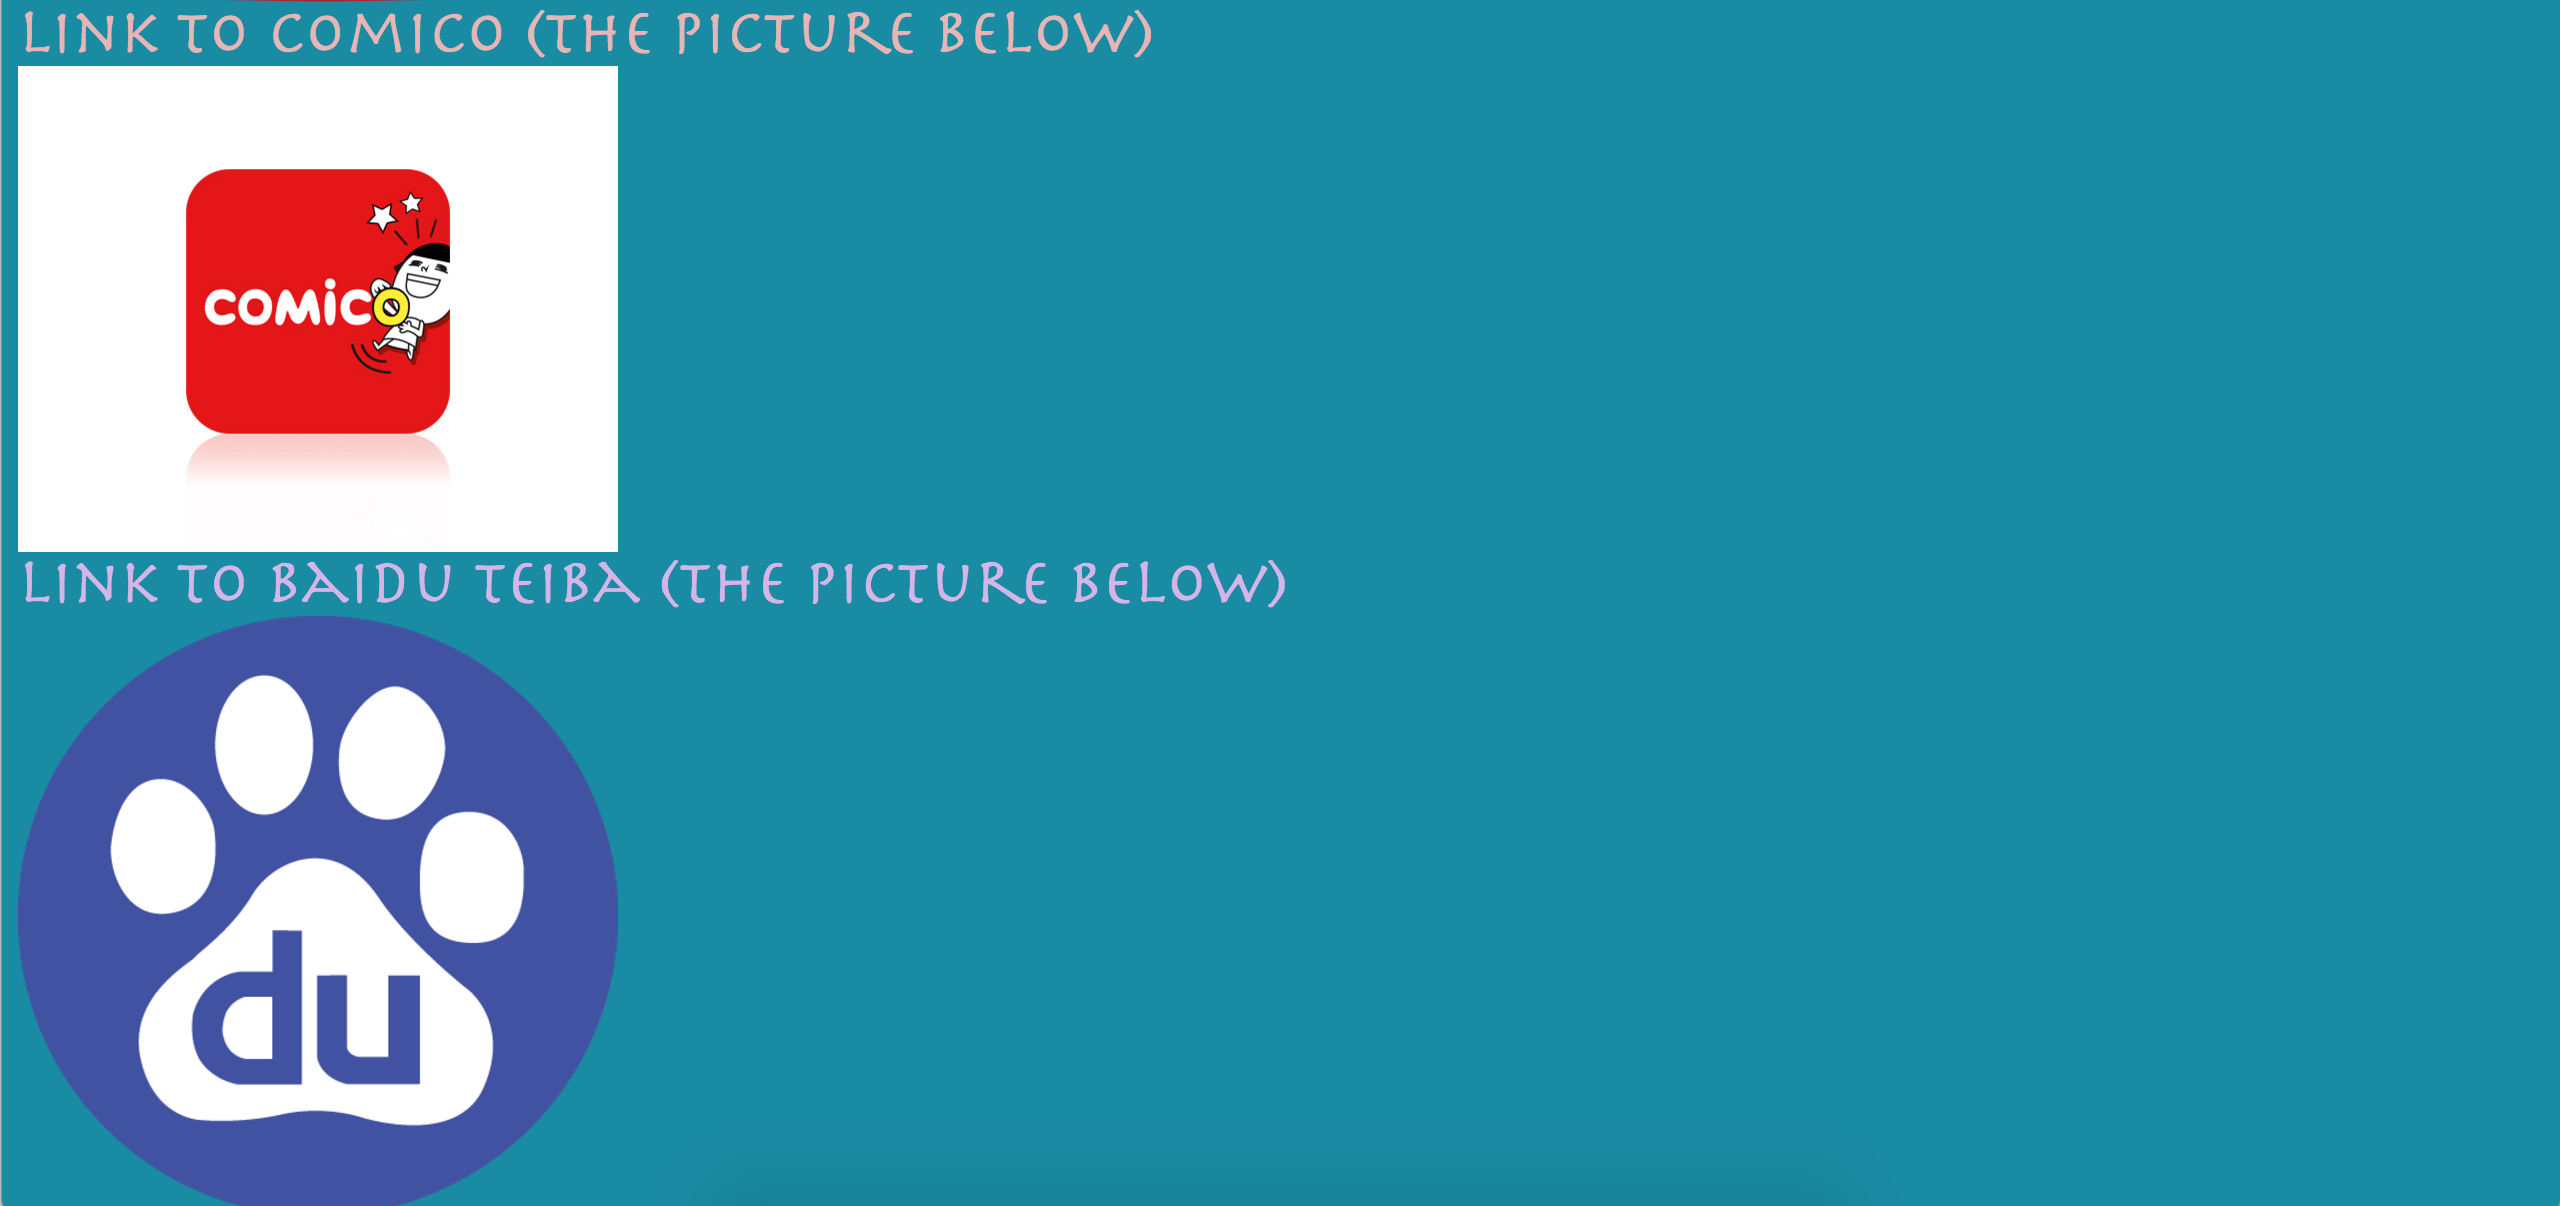 LINK TO COMICO (THE PICTURE BELOW)
COMiCO
LINK TO BAIDU TEIBA (THE PICTURE BELOW)
du